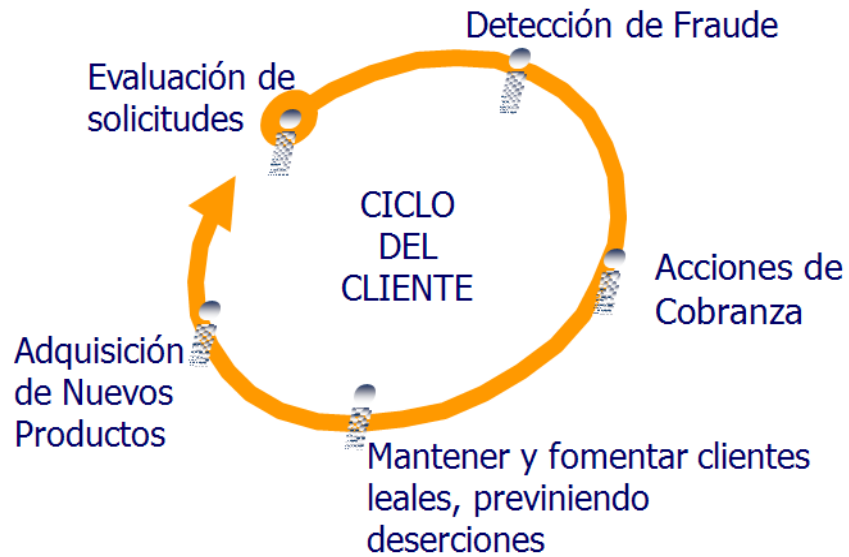 Detección de Fraude
Evaluación de
solicitudes
CICLO
DEL
CLIENTE
Acciones de
Cobranza
Adquisición
de Nuevos
Productos
Mantener y fomentar clientes
leales, previniendo
deserciones